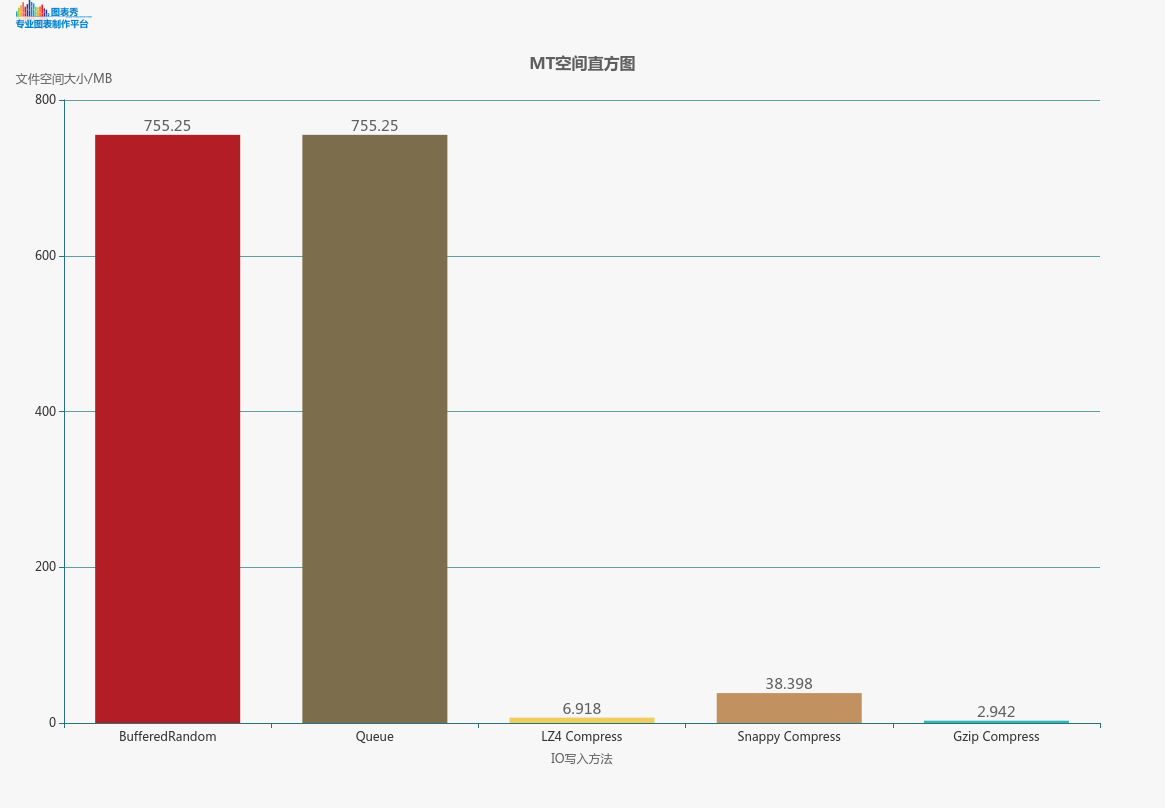 图表秀
专业图表制作平台
MT空间直方图
文件空间大小/MB
800
755.25
755.25
600
400
200
38.398
6.918
2.942
0
BufferedRandom
Queue
LZ4 Compress
Snappy Compress
Gzip Compress
IO写入方法